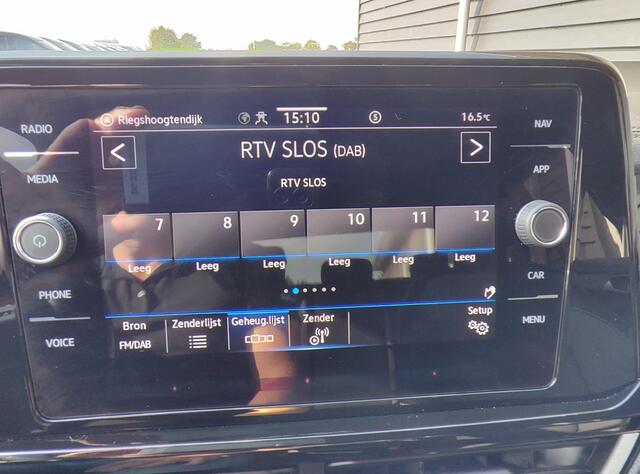 RADIO
MEDIA
PHONE
VOICE
Riegshoogtendijk
15:10
5
16.5°C
<
RTV SLOS (DAB)
>
RTV SLOS
7 8 9 10 11 12
Leeg Leeg Leeg Leeg Leeg Leeg
Bron Zenderlijst Geheug.lijst Zender Setup
FM/DAB
NAV
APP
CAR
MENU